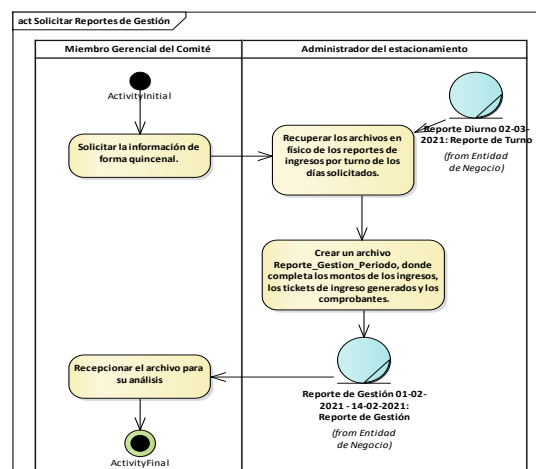 act Solicitar Reportes de Gestión
Miembro Gerencial del Comité
Administrador del estacionamiento
ActivityInitial
Solicitar la información de
forma quincenal.
Recuperar los archivos en
físico de los reportes de
ingresos por turno de los
días solicitados.
Reporte Diurno 02-03-
2021: Reporte de Turno
(from Entidad
de Negocio)
Crear un archivo
Reporte_Gestion_Periodo, donde
completa los montos de los ingresos,
los tickets de ingreso generados y los
comprobantes.
Recepcionar el archivo para
su análisis
Reporte de Gestión 01-02-
2021 - 14-02-2021:
Reporte de Gestión
(from Entidad
de Negocio)
ActivityFinal